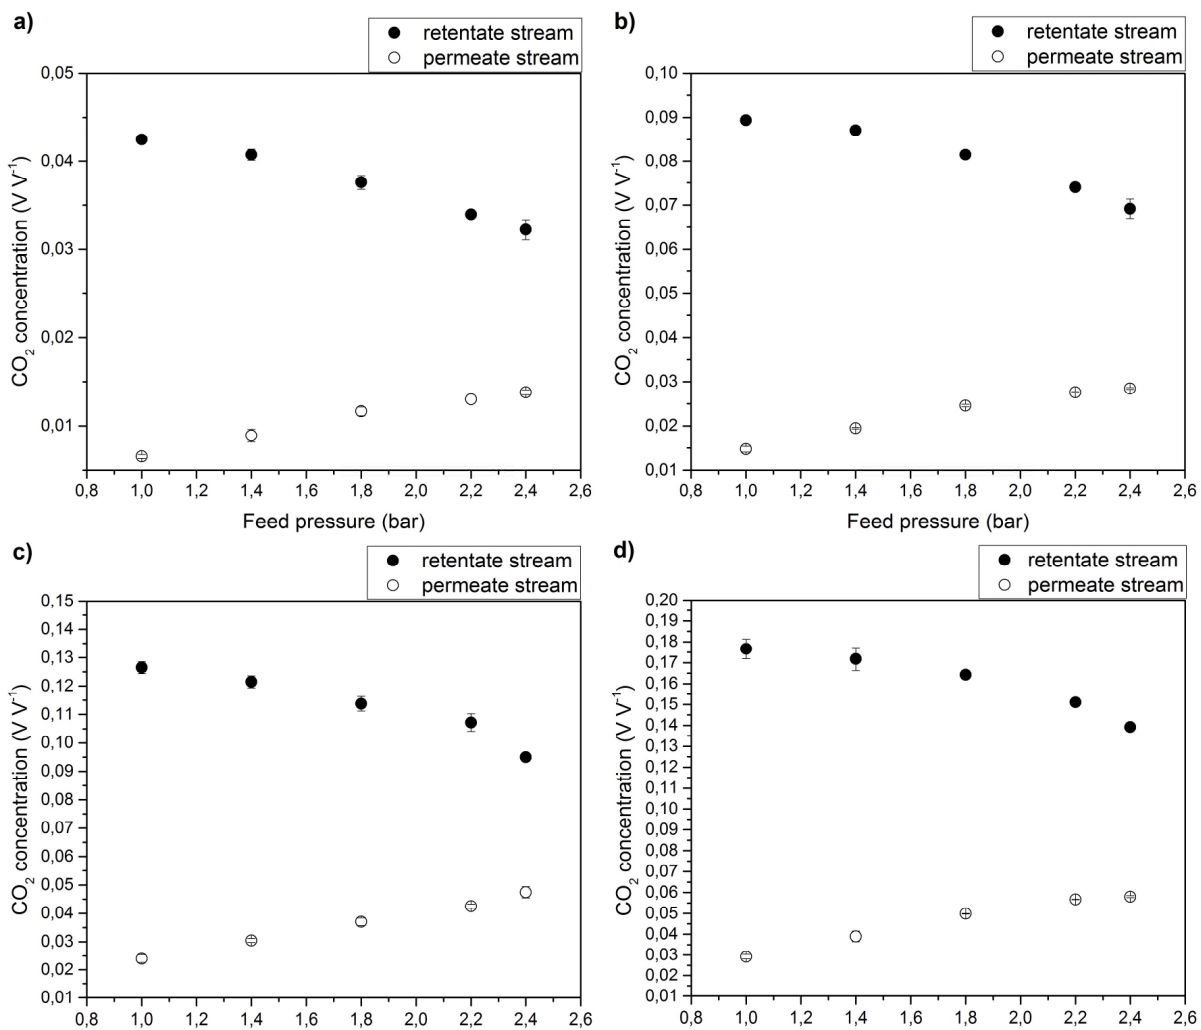 a)
retentate stream
permeate stream
0,05
0,04
0,03
0,02
0,01
CO2 concentration (V V-1)
0,8 1,0 1,2 1,4 1,6 1,8 2,0 2,2 2,4 2,6
Feed pressure (bar)
b)
retentate stream
permeate stream
0,10
0,09
0,08
0,07
0,06
0,05
0,04
0,03
0,02
0,01
CO2 concentration (V V-1)
0,8 1,0 1,2 1,4 1,6 1,8 2,0 2,2 2,4 2,6
Feed pressure (bar)
c)
retentate stream
permeate stream
0,15
0,14
0,13
0,12
0,11
0,10
0,09
0,08
0,07
0,06
0,05
0,04
0,03
0,02
0,01
CO2 concentration (V V-1)
0,8 1,0 1,2 1,4 1,6 1,8 2,0 2,2 2,4 2,6
d)
retentate stream
permeate stream
0,20
0,19
0,18
0,17
0,16
0,15
0,14
0,13
0,12
0,11
0,10
0,09
0,08
0,07
0,06
0,05
0,04
0,03
0,02
0,01
CO2 concentration (V V-1)
0,8 1,0 1,2 1,4 1,6 1,8 2,0 2,2 2,4 2,6